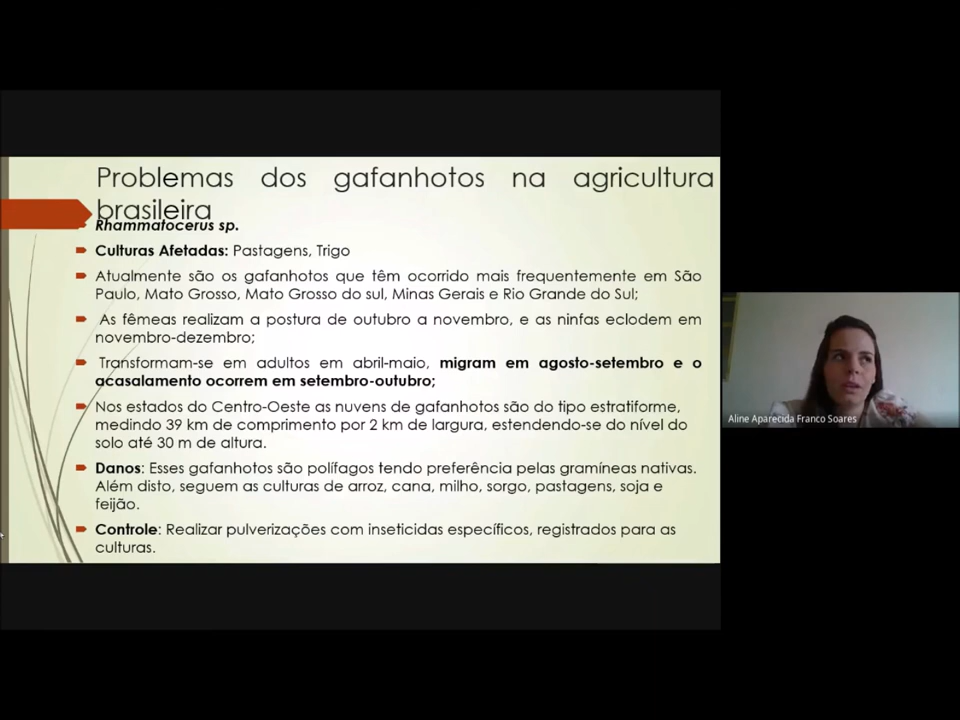 Problemas dos gafanhotos na agricultura
brasileira
Rhammatocerus sp.
Culturas Afetadas: Pastagens, Trigo
Atualmente são os gafanhotos que têm ocorrido mais frequentemente em São
Paulo, Mato Grosso, Mato Grosso do sul, Minas Gerais e Rio Grande do Sul;
As fêmeas realizam a postura de outubro a novembro, e as ninfas eclodem em
novembro-dezembro;
Transformam-se em adultos em abril-maio, migram em agosto-setembro e o
acasalamento ocorrem em setembro-outubro;
Nos estados do Centro-Oeste as nuvens de gafanhotos são do tipo estratiforme,
medindo 39 km de comprimento por 2 km de largura, estendendo-se do nível do
solo até 30 m de altura.
Danos: Esses gafanhotos são polífagos tendo preferência pelas gramíneas nativas.
Além disto, seguem as culturas de arroz, cana, milho, sorgo, pastagens, soja e
feijão.
Controle: Realizar pulverizações com inseticidas específicos, registrados para as
culturas.
Aline Aparecida Franco Soares